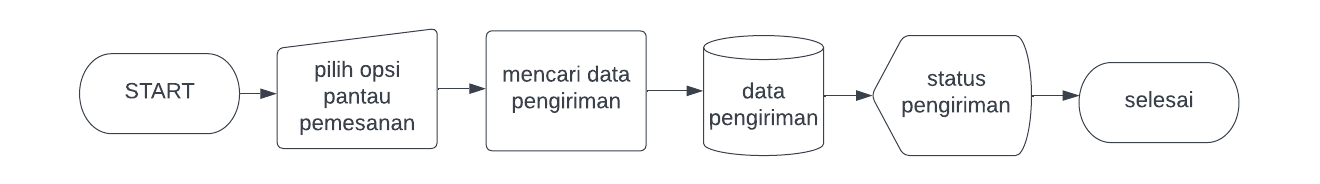 START
pilih opsi
pantau
pemesanan
mencari data
pengiriman
data
pengiriman
status
pengiriman
selesai